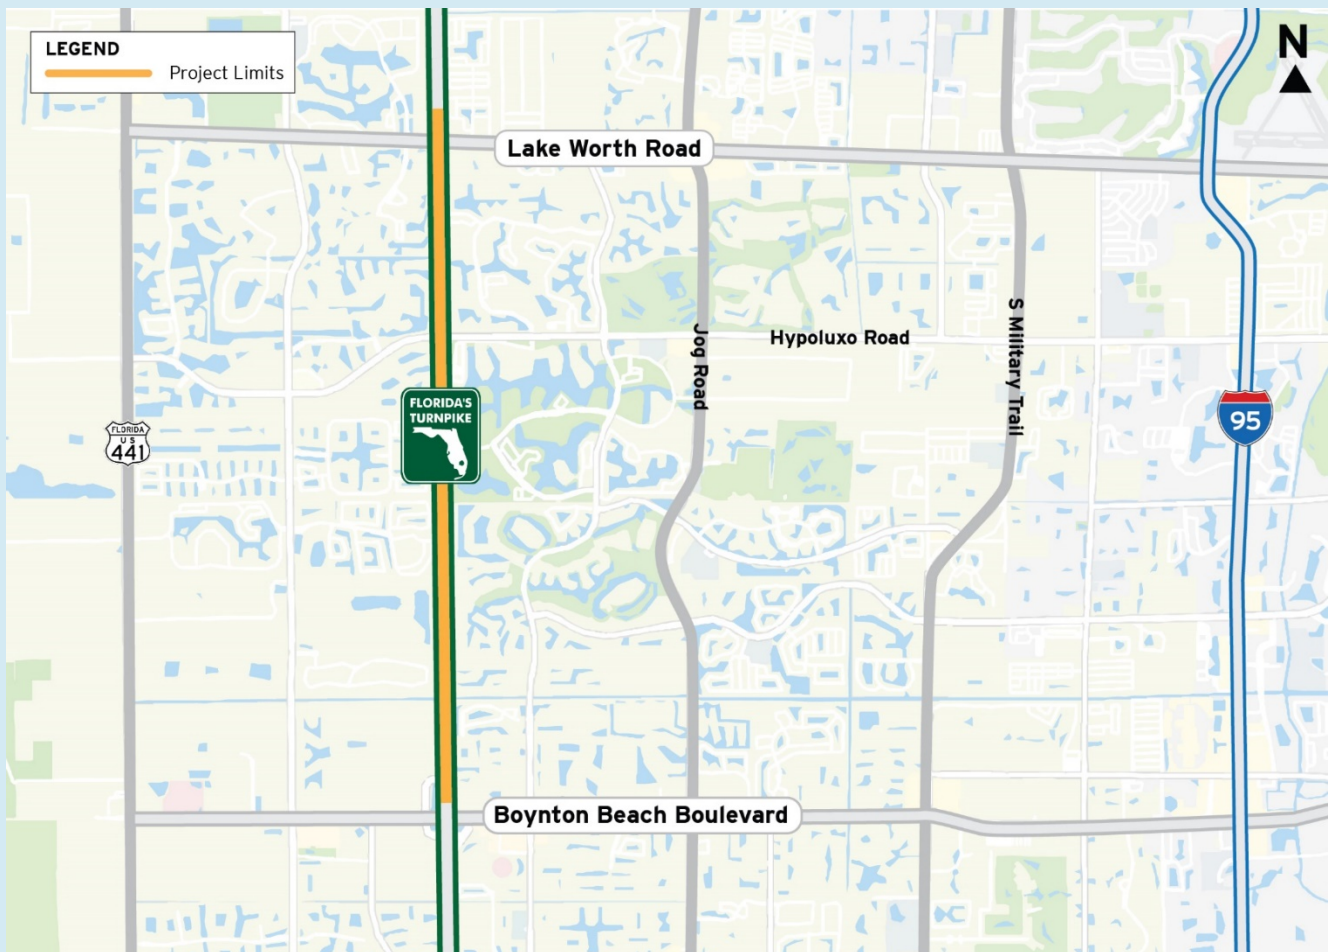 LEGEND
Project Limits
N
Lake Worth Road
Hypoluxo Road
Jog Road
S Military Trail
FLORIDA'S
TURNPIKE
FLORIDA
US
441
95
Boynton Beach Boulevard